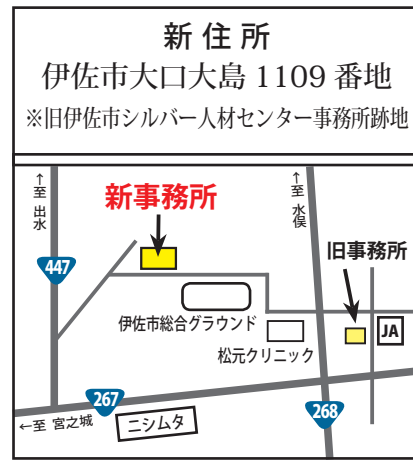 新住所
伊佐市大口大島 1109 番地
※旧伊佐市シルバー人材センター事務所跡地
↑至 出水
新事務所
↑至 水俣
旧事務所
447
伊佐市総合グラウンド
JA
松元クリニック
267
268
←至 宮之城
ニシムタ